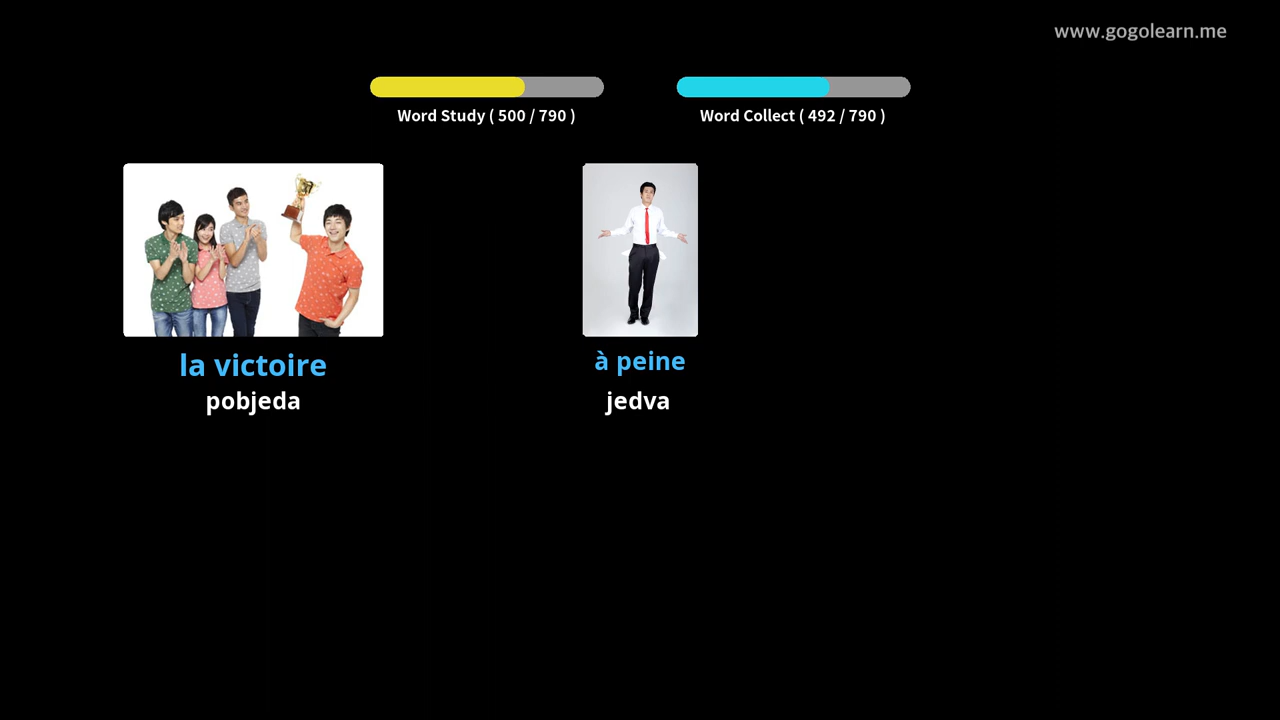 www.gogolearn.me
Word Study ( 500 / 790 )
Word Collect ( 492 / 790 )
la victoire
pobjeda
à peine
jedva